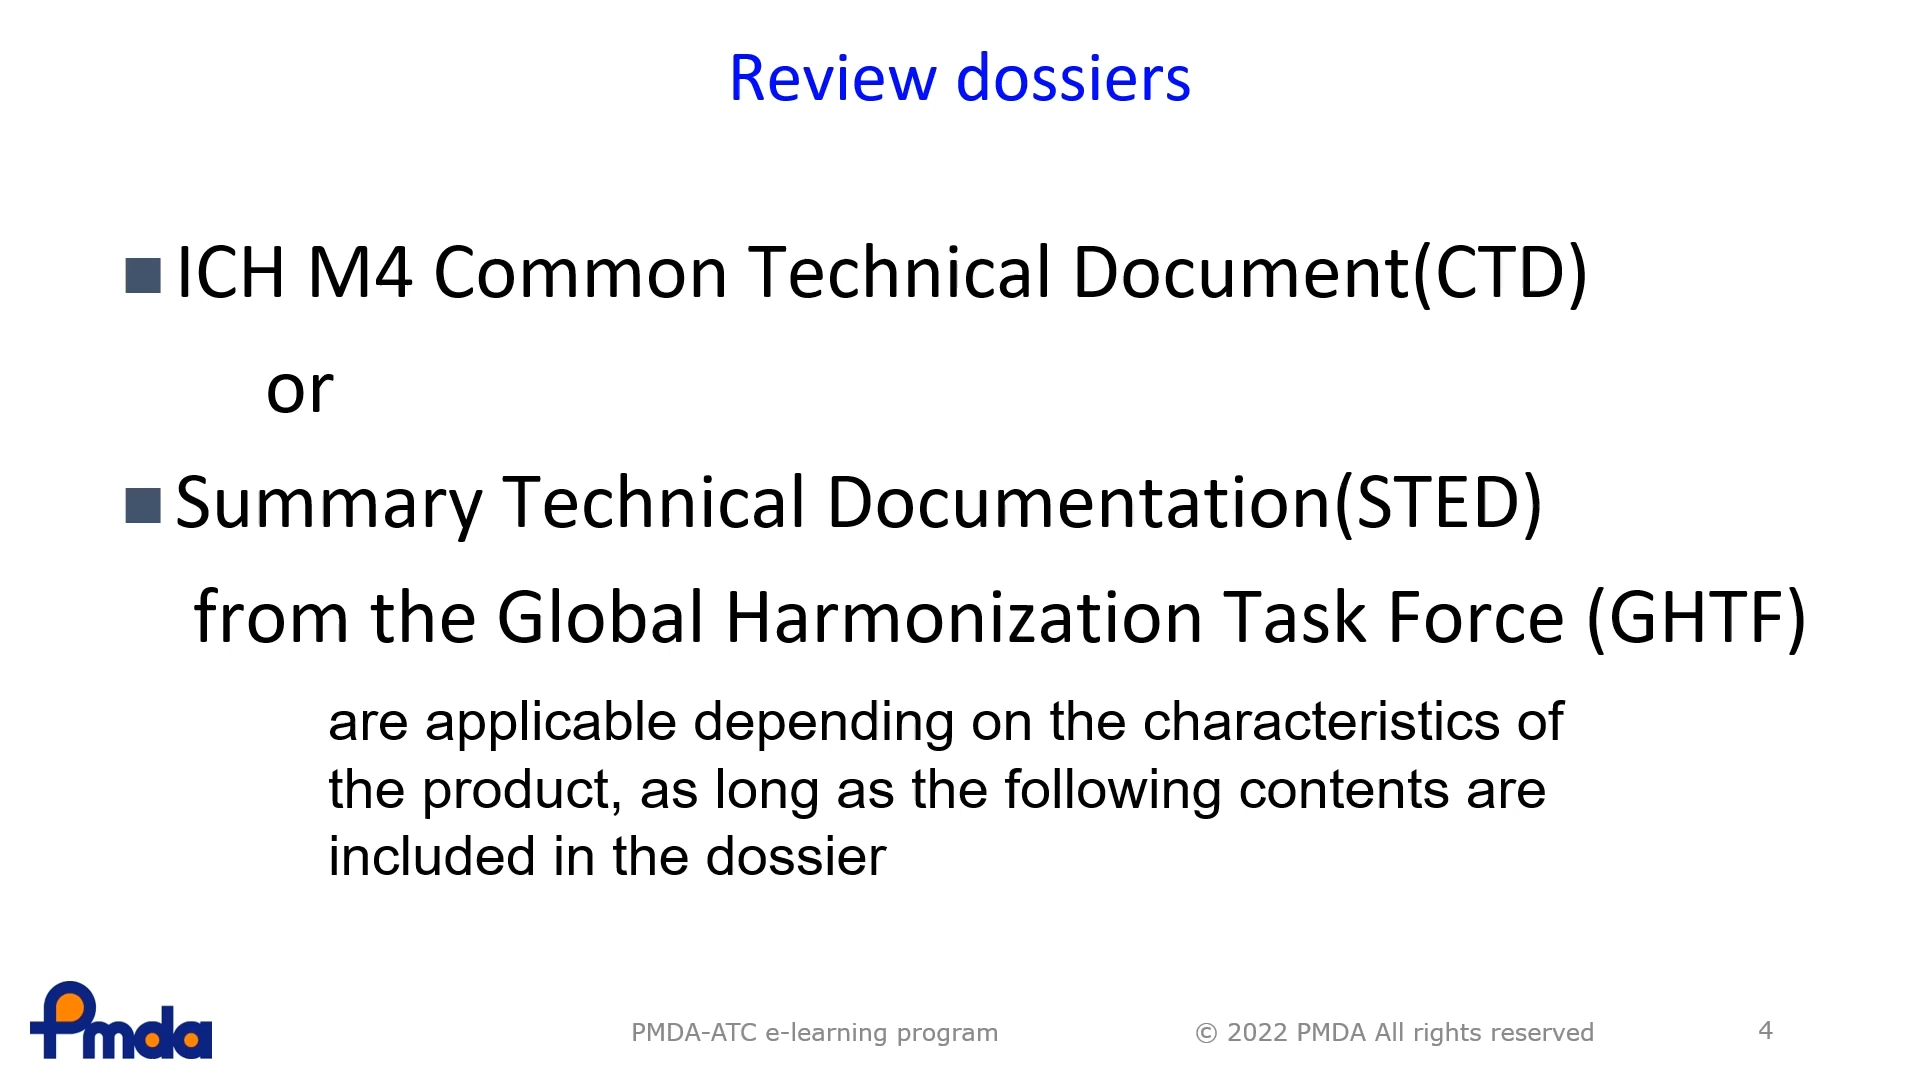 Review dossiers
ICH M4 Common Technical Document(CTD)
or
Summary Technical Documentation(STED)
from the Global Harmonization Task Force (GHTF)
are applicable depending on the characteristics of
the product, as long as the following contents are
included in the dossier
Pmda
PMDA-ATC e-learning program
© 2022 PMDA All rights reserved
4